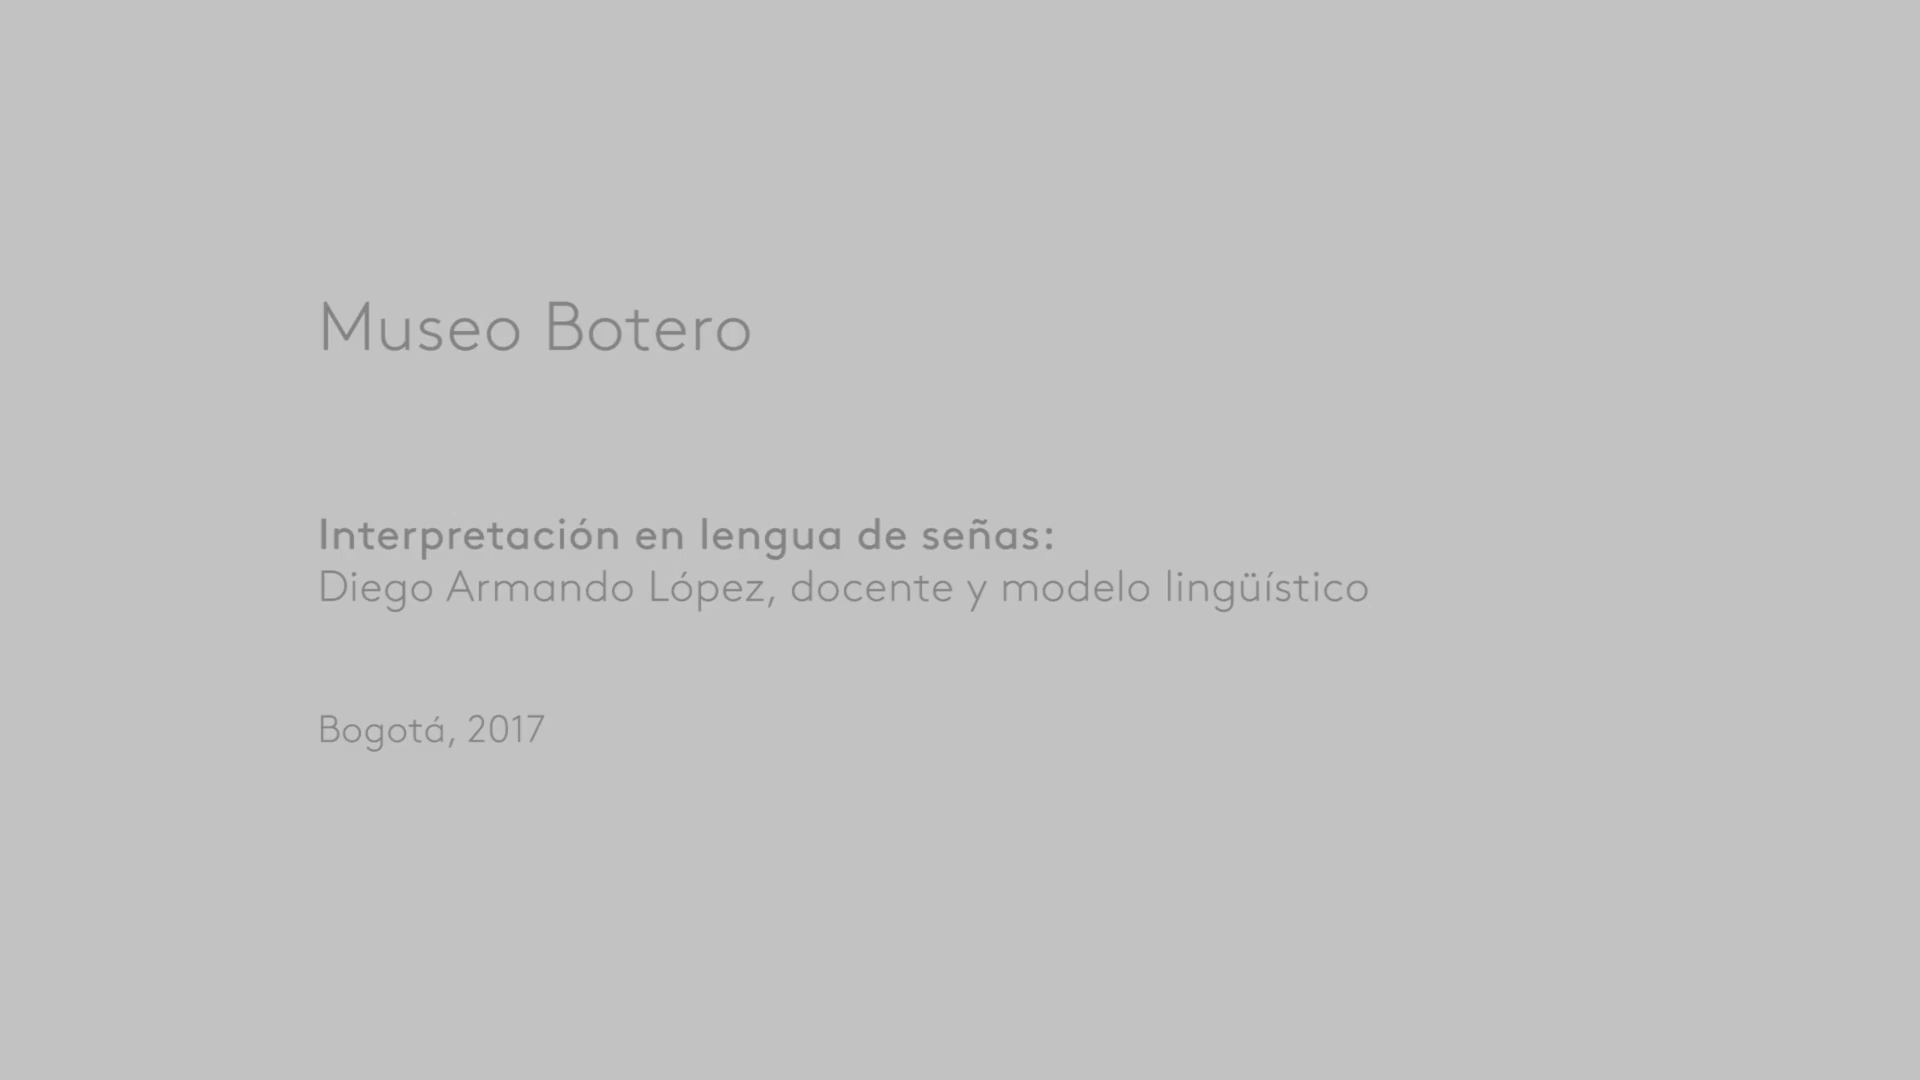 Museo Botero
Interpretación en lengua de señas:
Diego Armando López, docente y modelo lingüístico
Bogotá, 2017